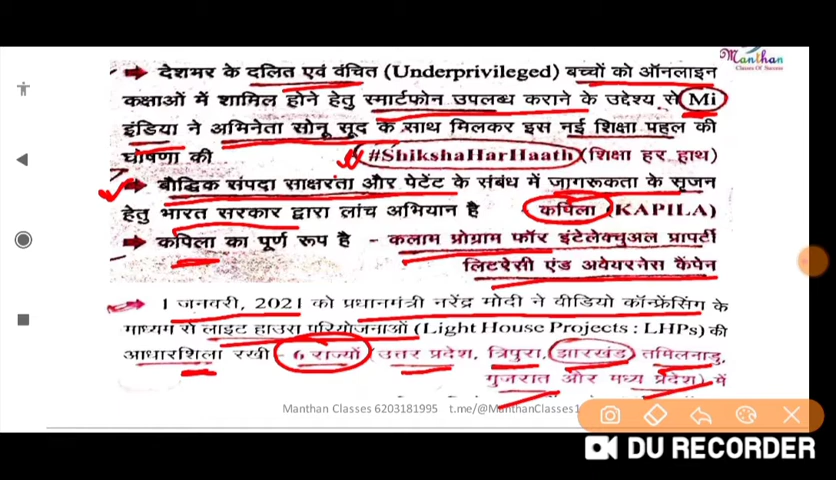 Manthan
Classes Of Success
देशभर के दलित एवं वंचित (Underprivileged) बच्चों को ऑनलाइन
कक्षाओं में शामिल होने हेतु स्मार्टफोन उपलब्ध कराने के उद्देश्य से Mi
इंडिया ने अभिनेता सोनू सूद के साथ मिलकर इस नई शिक्षा पहल की
घोषणा की #ShikshaHarHaath (शिक्षा हर हाथ)
बौद्धिक संपदा साक्षरता और पेटेंट के संबंध में जागरूकता के सृजन
हेतु भारत सरकार द्वारा लांच अभियान है - कपिला (KAPILA)
कपिला का पूर्ण रूप है - कलाम प्रोग्राम फॉर इंटेलेक्चुअल प्रापर्टी
लिटरेसी एंड अवेयरनेस कैंपेन
1 जनवरी, 2021 को प्रधानमंत्री नरेंद्र मोदी ने वीडियो कॉन्फ्रेंसिंग के
माध्यम से लाइट हाउस परियोजनाओं (Light House Projects : LHPs) की
आधारशिला रखी - 6 राज्यों (उत्तर प्रदेश, त्रिपुरा, झारखंड, तमिलनाडु,
गुजरात और मध्य प्रदेश) में
Manthan Classes 6203181995 t.me/@ManthanClasses1
DU RECORDER